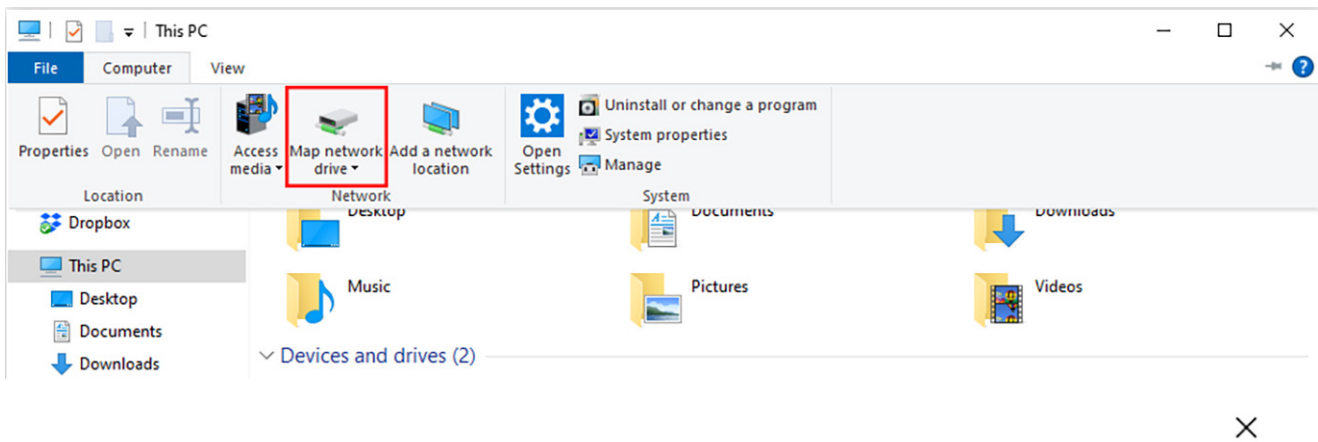 This PC
File Computer View
Properties Open Rename Access media Map network drive Add a network location Open Settings
Uninstall or change a program
System properties
Manage
Location Network System
Dropbox Desktop Documents Downloads
This PC
Desktop Music Pictures Videos
Documents
Downloads Devices and drives (2)